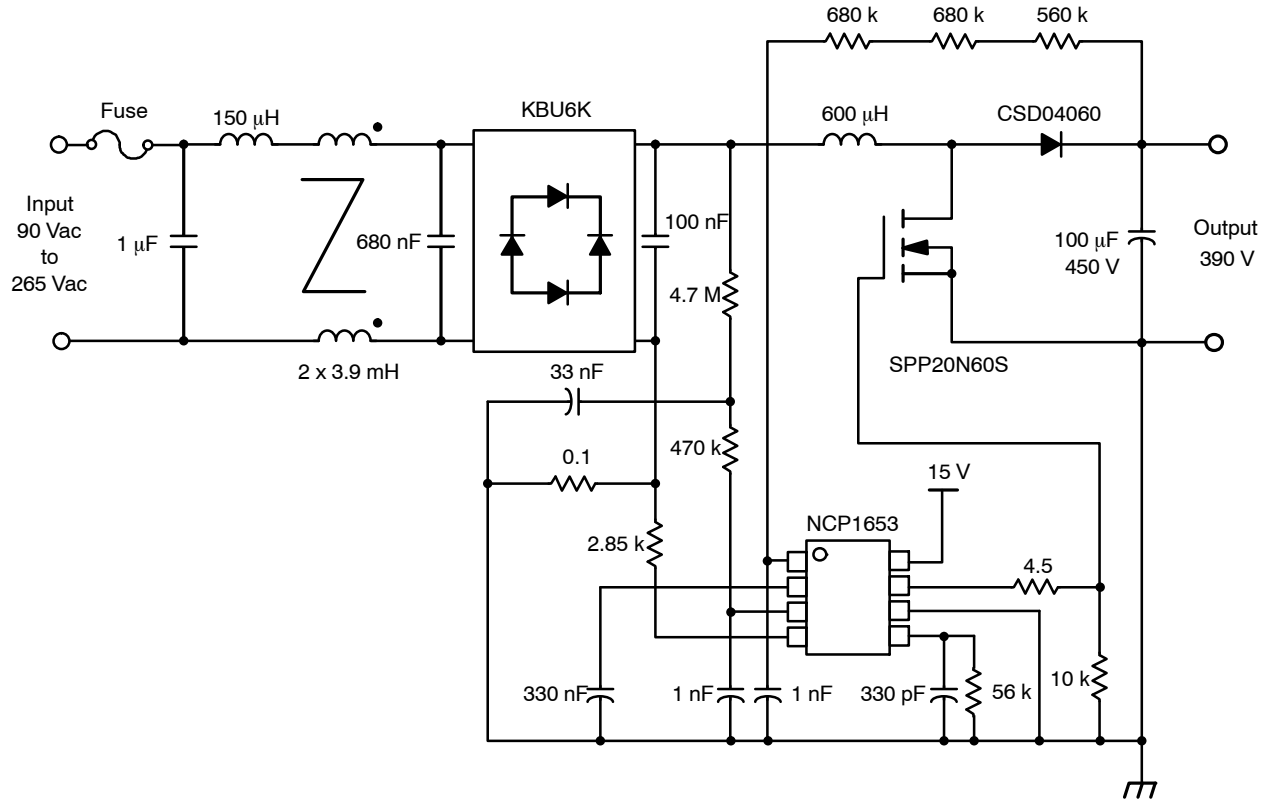 680 k
680 k
560 k
Fuse
150 μH
KBU6K
600 μH
CSD04060
Input
90 Vac
to
265 Vac
1 μF
680 nF
100 nF
100 μF
450 V
Output
390 V
4.7 M
2 x 3.9 mH
33 nF
SPP20N60S
470 k
0.1
15 V
NCP1653
2.85 k
4.5
330 nF
1 nF
1 nF
330 pF
56 k
10 k